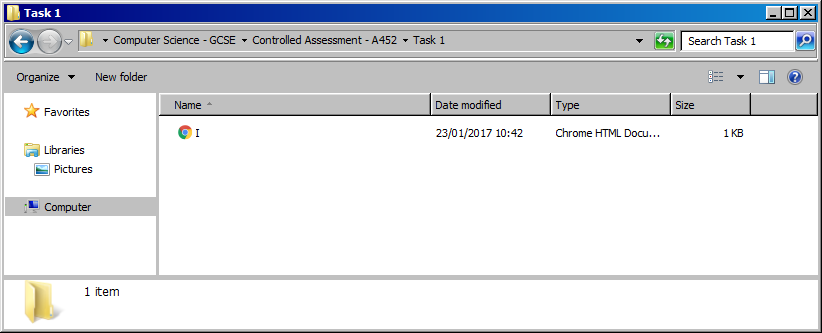 Task 1
Computer Science - GCSE Controlled Assessment - A452 Task 1 Search Task 1
Organize New folder
Favorites
Libraries
Pictures
Computer
Name Date modified Type Size
I 23/01/2017 10:42 Chrome HTML Docu... 1 KB
1 item